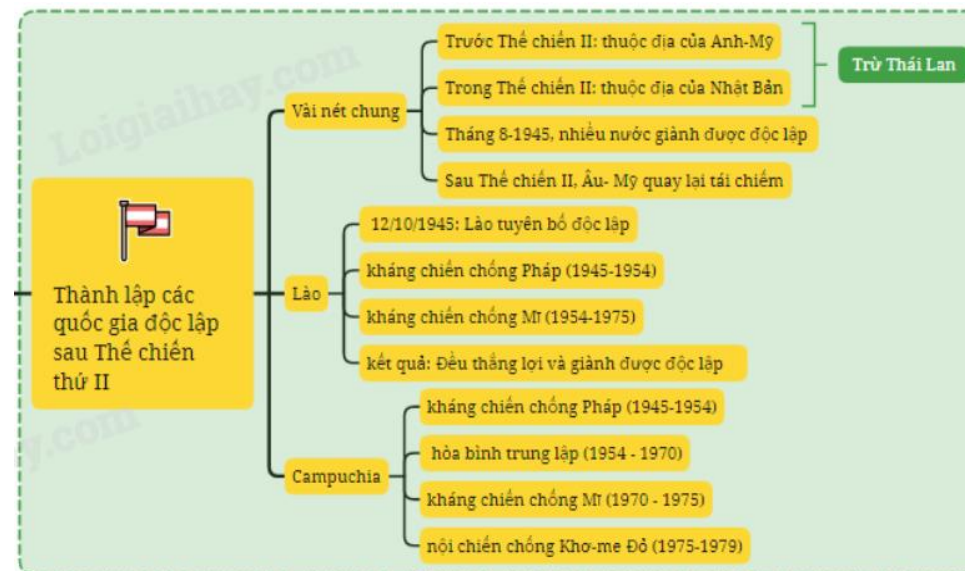 Thành lập các
quốc gia độc lập
sau Thế chiến
thứ II
Vài nét chung
Trước Thế chiến II: thuộc địa của Anh-Mỹ
Trong Thế chiến II: thuộc địa của Nhật Bản
Trừ Thái Lan
Tháng 8-1945, nhiều nước giành được độc lập
Sau Thế chiến II, Âu- Mỹ quay lại tái chiếm
Lào
12/10/1945: Lào tuyên bố độc lập
kháng chiến chống Pháp (1945-1954)
kháng chiến chống Mĩ (1954-1975)
kết quả: Đều thắng lợi và giành được độc lập
Campuchia
kháng chiến chống Pháp (1945-1954)
hòa bình trung lập (1954 - 1970)
kháng chiến chống Mĩ (1970 - 1975)
nội chiến chống Khơ-me Đỏ (1975-1979)
Loigiaihay.com
y.com